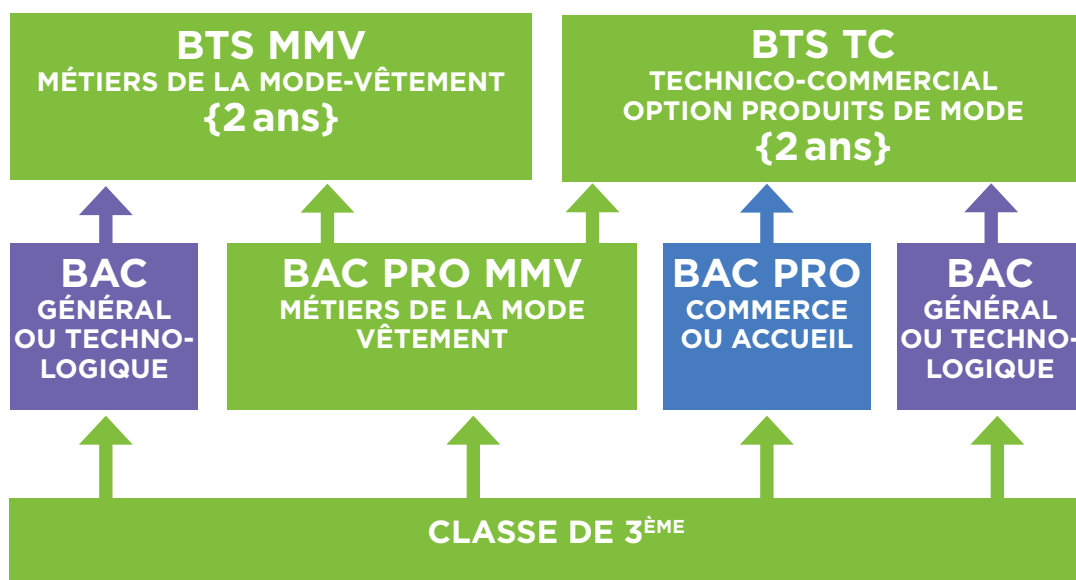 BTS MMV
MÉTIERS DE LA MODE-VÊTEMENT
{2 ans}
BTS TC
TECHNICO-COMMERCIAL
OPTION PRODUITS DE MODE
{2 ans}
BAC
GÉNÉRAL
OU TECHNO-
LOGIQUE
BAC PRO MMV
MÉTIERS DE LA MODE
VÊTEMENT
BAC PRO
COMMERCE
OU ACCUEIL
BAC
GÉNÉRAL
OU TECHNO-
LOGIQUE
CLASSE DE 3ÈME